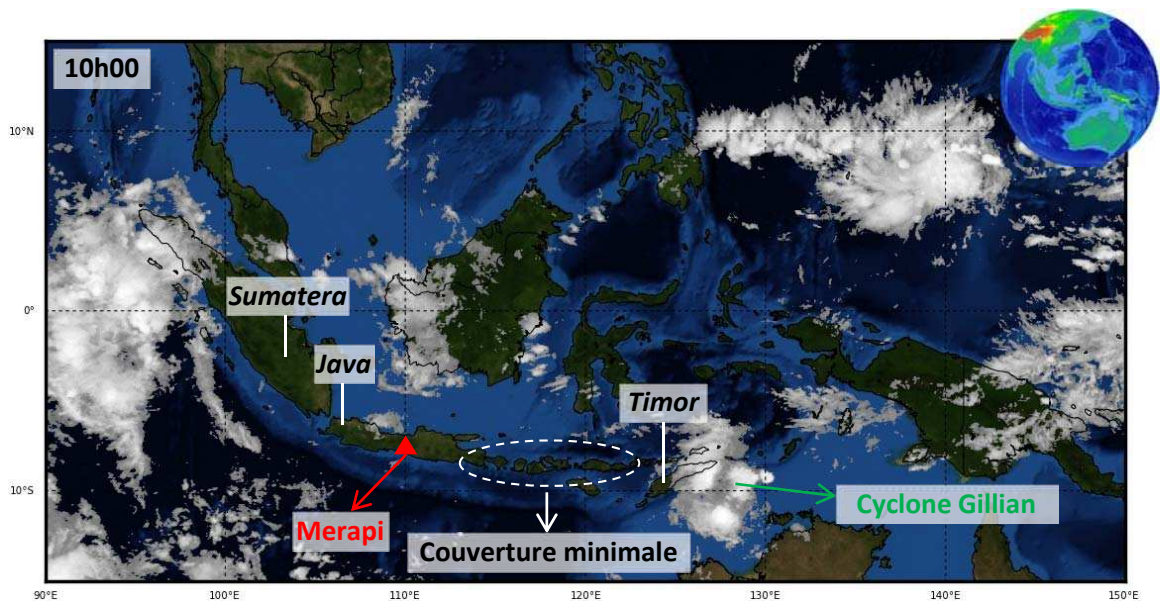 10h00
10°N
0°
10°S
Sumatera
Java
Timor
Merapi
Couverture minimale
Cyclone Gillian
90°E
100°E
110°E
120°E
130°E
140°E
150°E